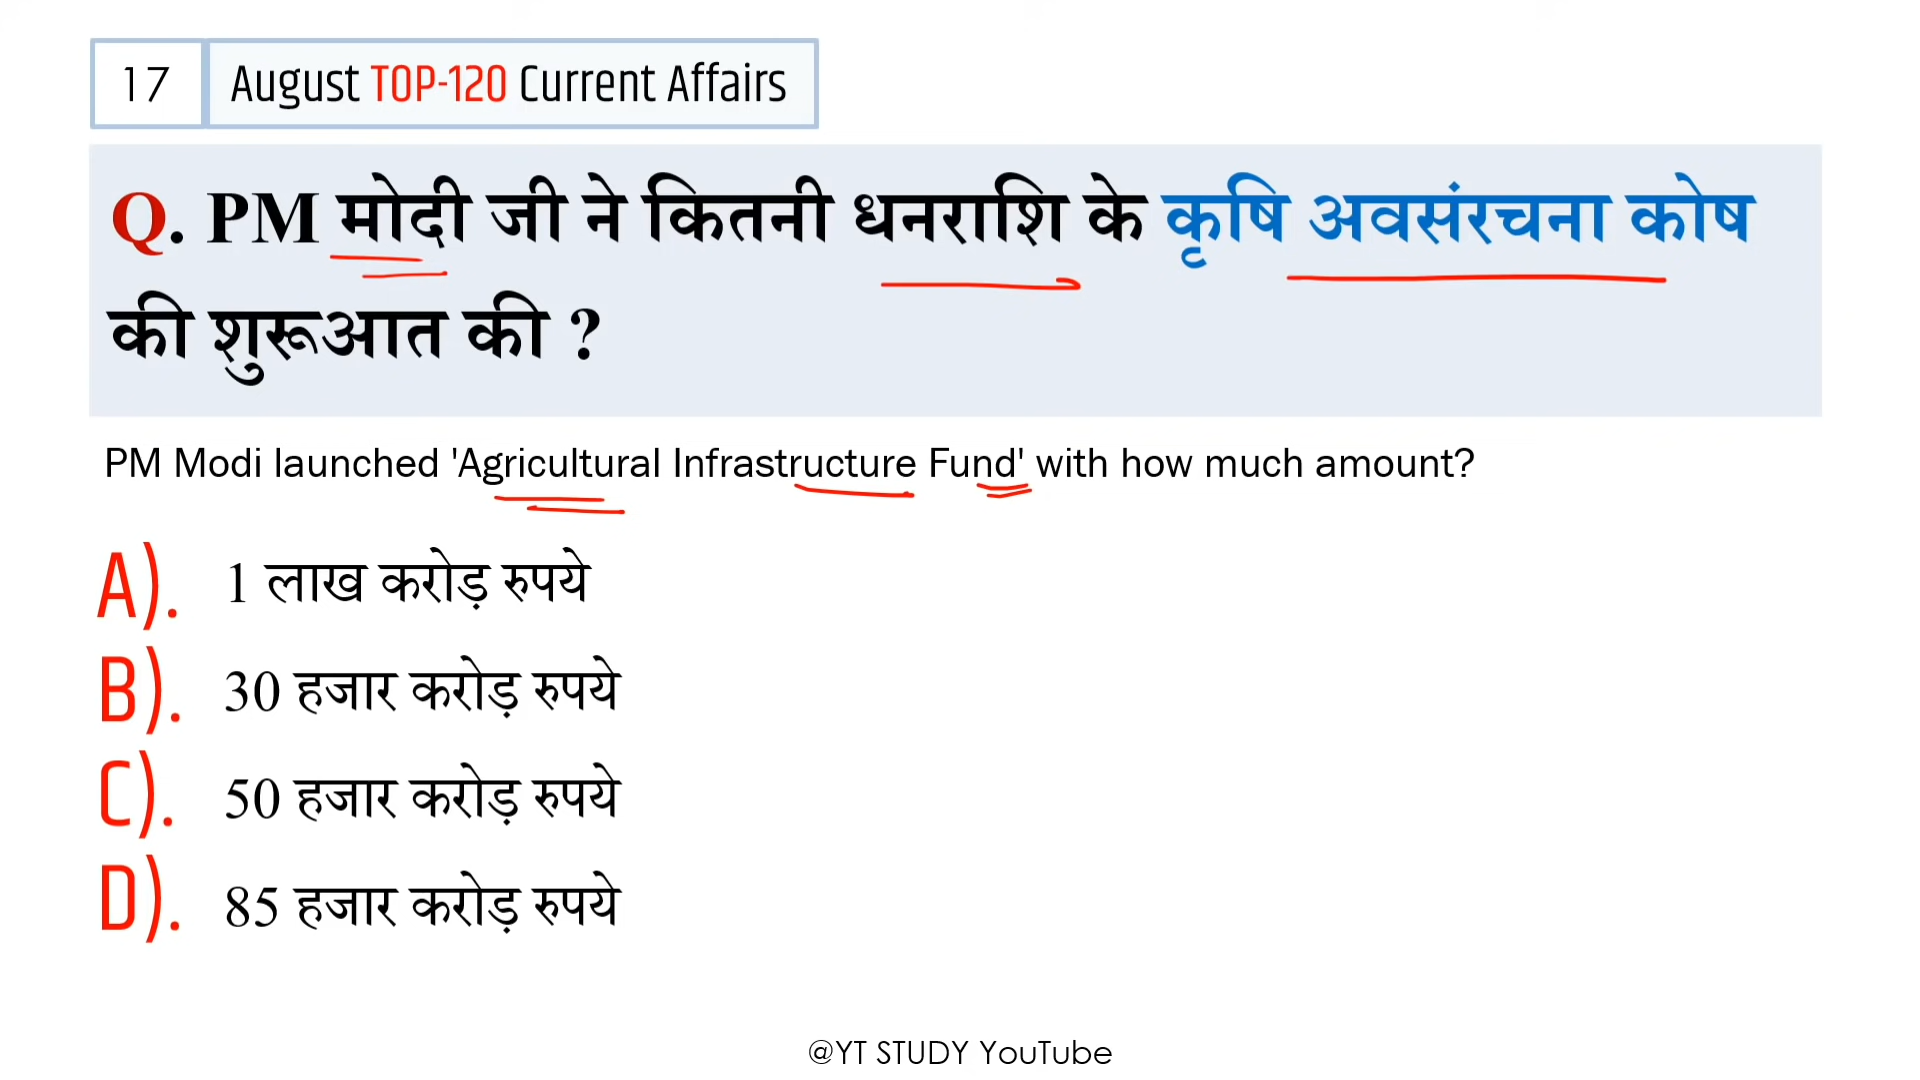 17 August TOP-120 Current Affairs
Q. PM मोदी जी ने कितनी धनराशि के कृषि अवसंरचना कोष
की शुरूआत की ?
PM Modi launched 'Agricultural Infrastructure Fund' with how much amount?
A). 1 लाख करोड़ रुपये
B). 30 हजार करोड़ रुपये
C). 50 हजार करोड़ रुपये
D). 85 हजार करोड़ रुपये
@YT STUDY YouTube